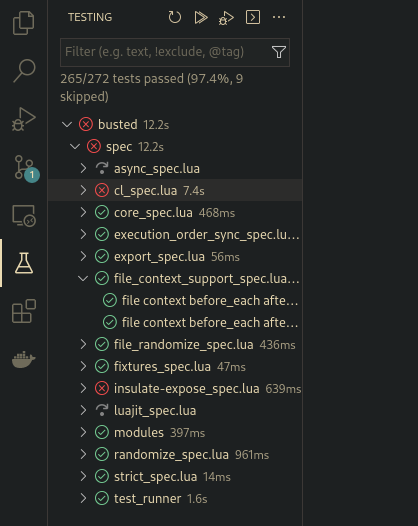 TESTING
Filter (e.g. text, !exclude, @tag)
265/272 tests passed (97.4%, 9
skipped)
busted 12.2s
spec 12.2s
async_spec.lua
cl_spec.lua 7.4s
core_spec.lua 468ms
execution_order_sync_spec.lu...
export_spec.lua 56ms
file_context_support_spec.lua...
file context before_each afte...
file context before_each afte...
file_randomize_spec.lua 436ms
fixtures_spec.lua 47ms
insulate-expose_spec.lua 639ms
luajit_spec.lua
modules 397ms
randomize_spec.lua 961ms
strict_spec.lua 14ms
test_runner 1.6s
1